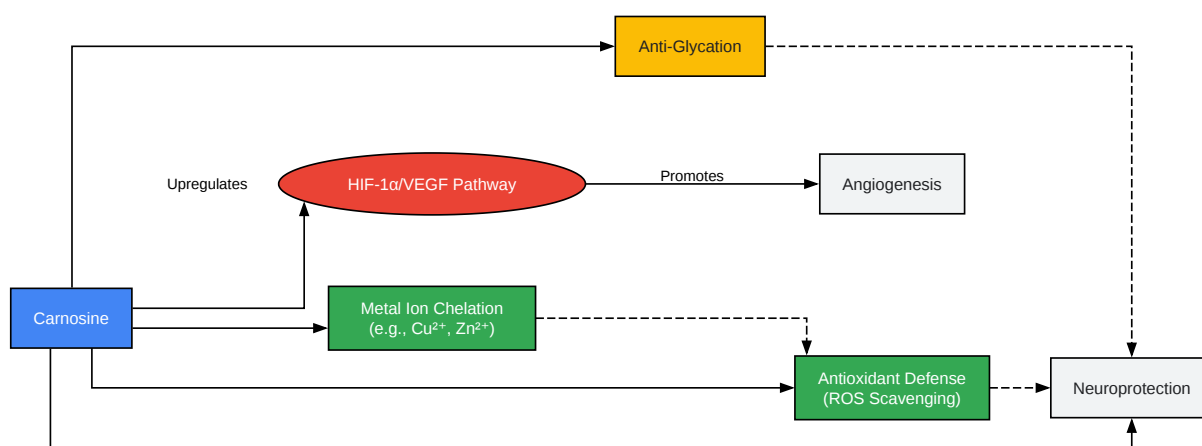 Anti-Glycation
Upregulates
HIF-1α/VEGF Pathway
Promotes
Angiogenesis
Carnosine
Metal Ion Chelation
(e.g., Cu²⁺, Zn²⁺)
Antioxidant Defense
(ROS Scavenging)
Neuroprotection